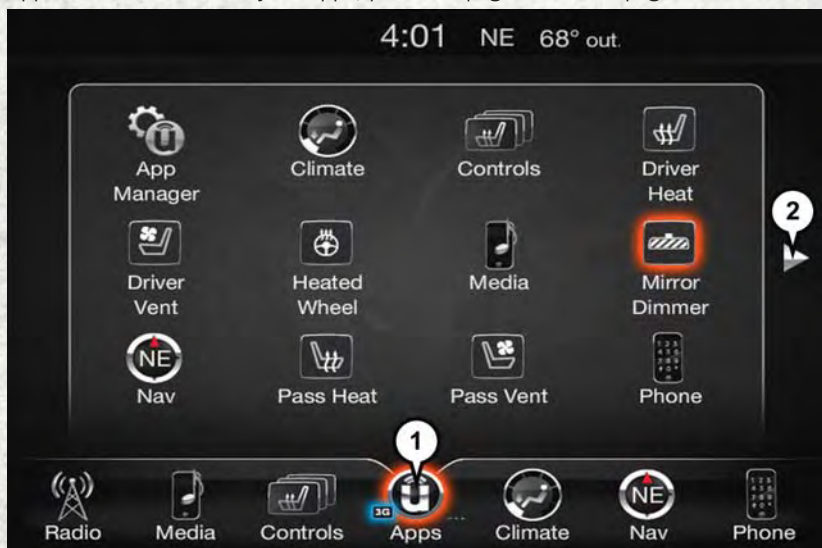 4:01 NE 68° out.
App Manager
Climate
Controls
Driver Heat
2
Driver Vent
Heated Wheel
Media
Mirror Dimmer
NE
Nav
Pass Heat
Pass Vent
Phone
1
3G
NE
Radio
Media
Controls
Apps
Climate
Nav
Phone